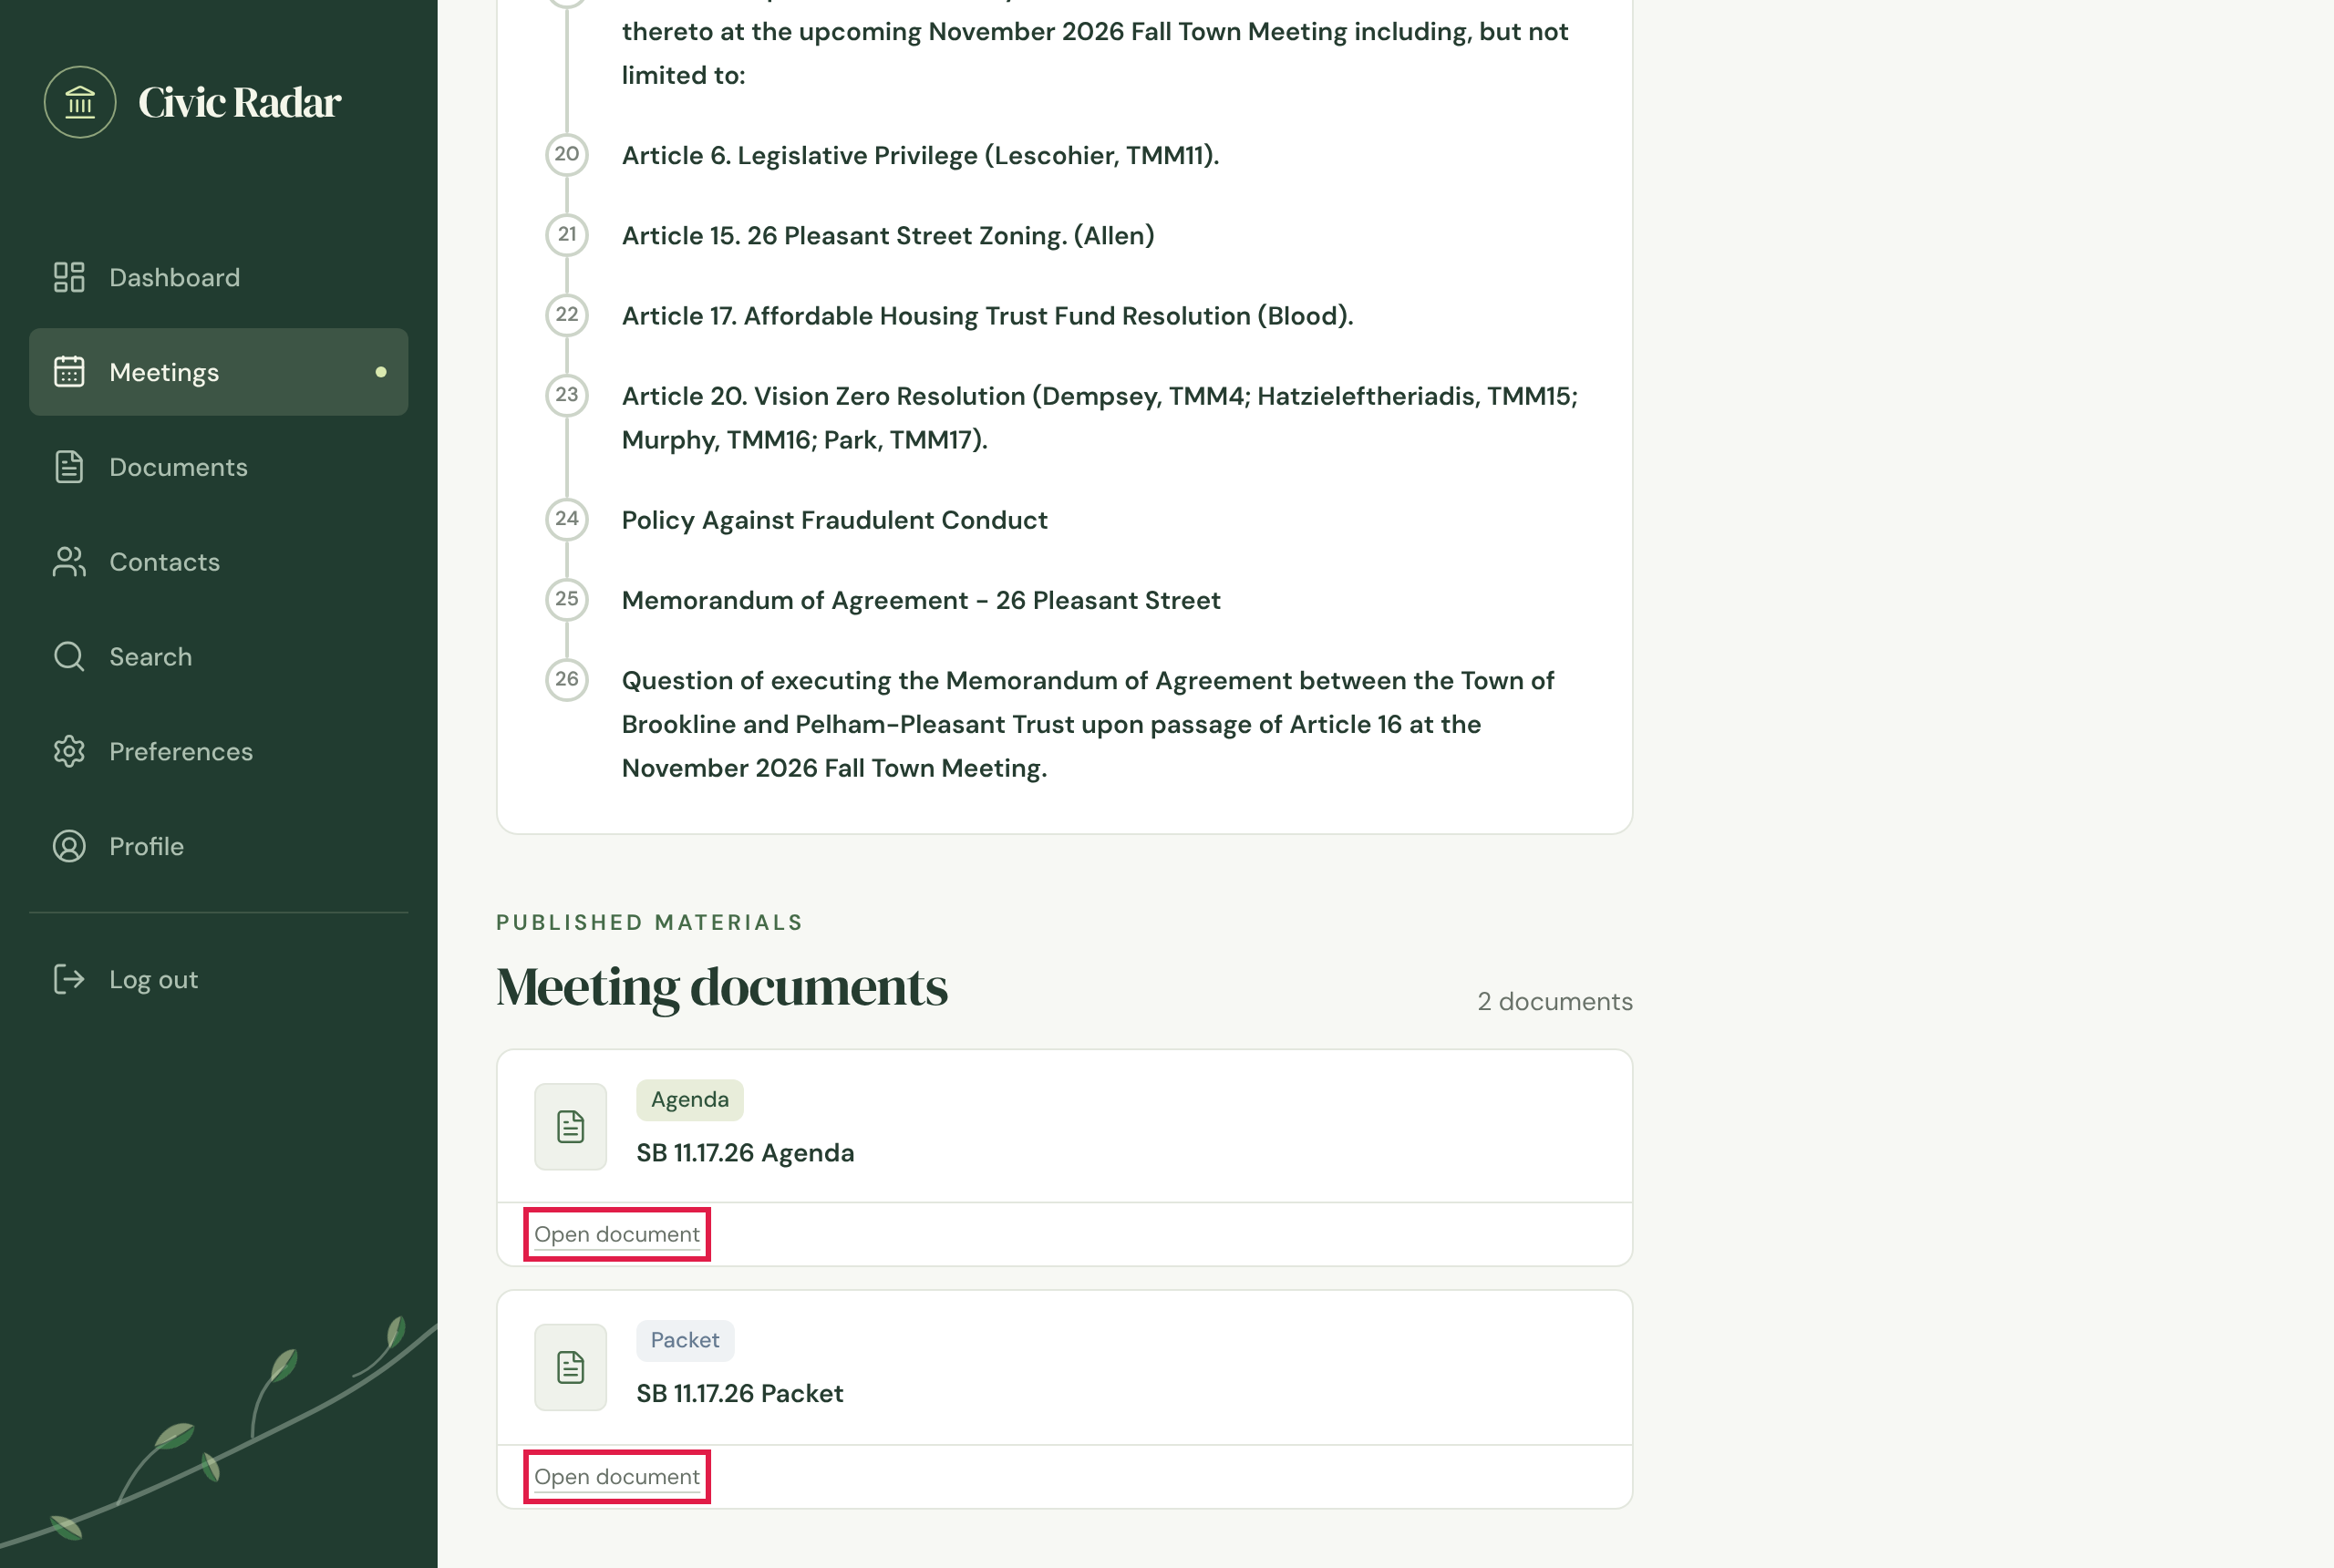 Civic Radar
Dashboard
Meetings
Documents
Contacts
Search
Preferences
Profile
Log out
thereto at the upcoming November 2026 Fall Town Meeting including, but not
limited to:
20 Article 6. Legislative Privilege (Lescohier, TMM11).
21 Article 15. 26 Pleasant Street Zoning. (Allen)
22 Article 17. Affordable Housing Trust Fund Resolution (Blood).
23 Article 20. Vision Zero Resolution (Dempsey, TMM4; Hatzieleftheriadis, TMM15;
Murphy, TMM16; Park, TMM17).
24 Policy Against Fraudulent Conduct
25 Memorandum of Agreement - 26 Pleasant Street
26 Question of executing the Memorandum of Agreement between the Town of
Brookline and Pelham-Pleasant Trust upon passage of Article 16 at the
November 2026 Fall Town Meeting.
PUBLISHED MATERIALS
Meeting documents
2 documents
Agenda
SB 11.17.26 Agenda
Open document
Packet
SB 11.17.26 Packet
Open document